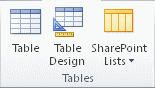 Table
Table
Design
SharePoint
Lists
Tables